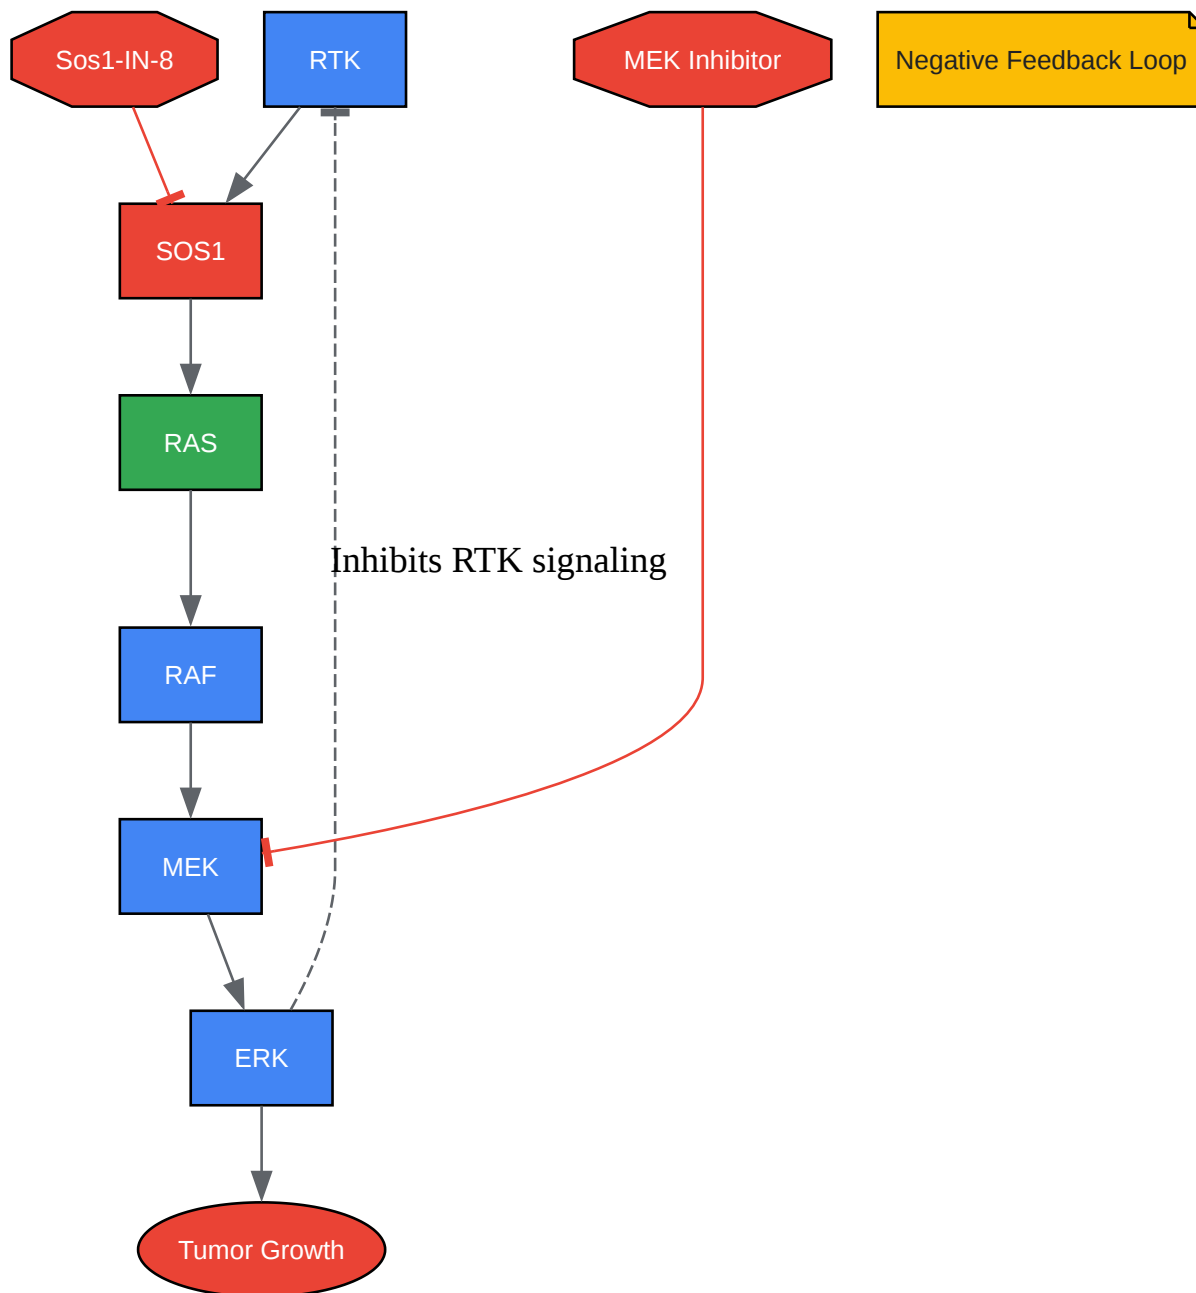 Sos1-IN-8
RTK
MEK Inhibitor
Negative Feedback Loop
SOS1
RAS
Inhibits RTK signaling
RAF
MEK
ERK
Tumor Growth